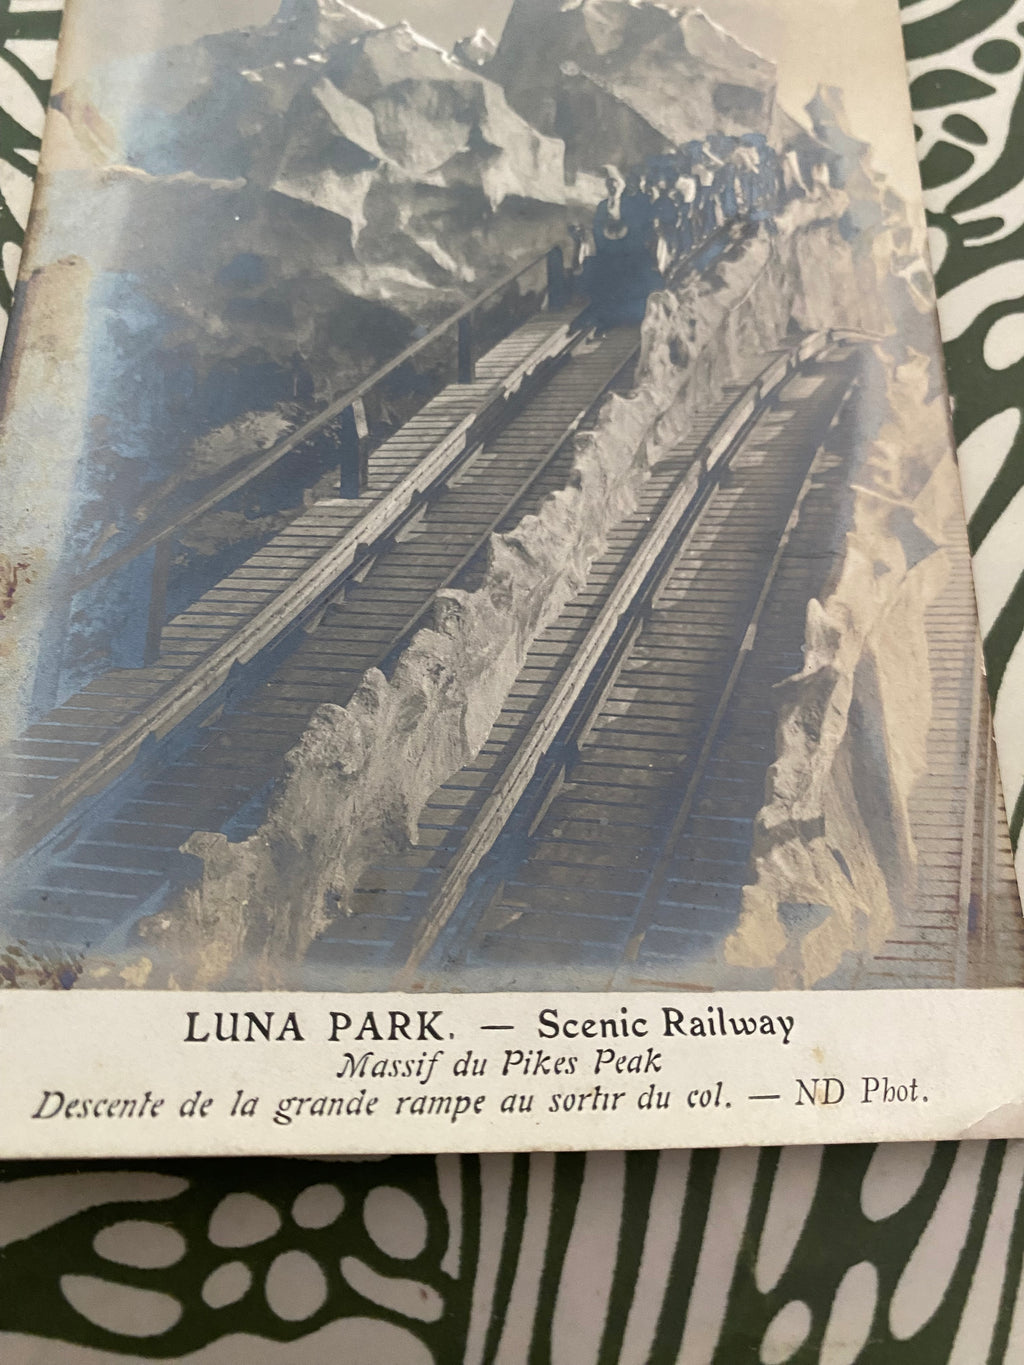 LUNA PARK. — Scenic Railway
Massif du Pikes Peak
Descente de la grande rampe au sortir du col. — ND Phot.